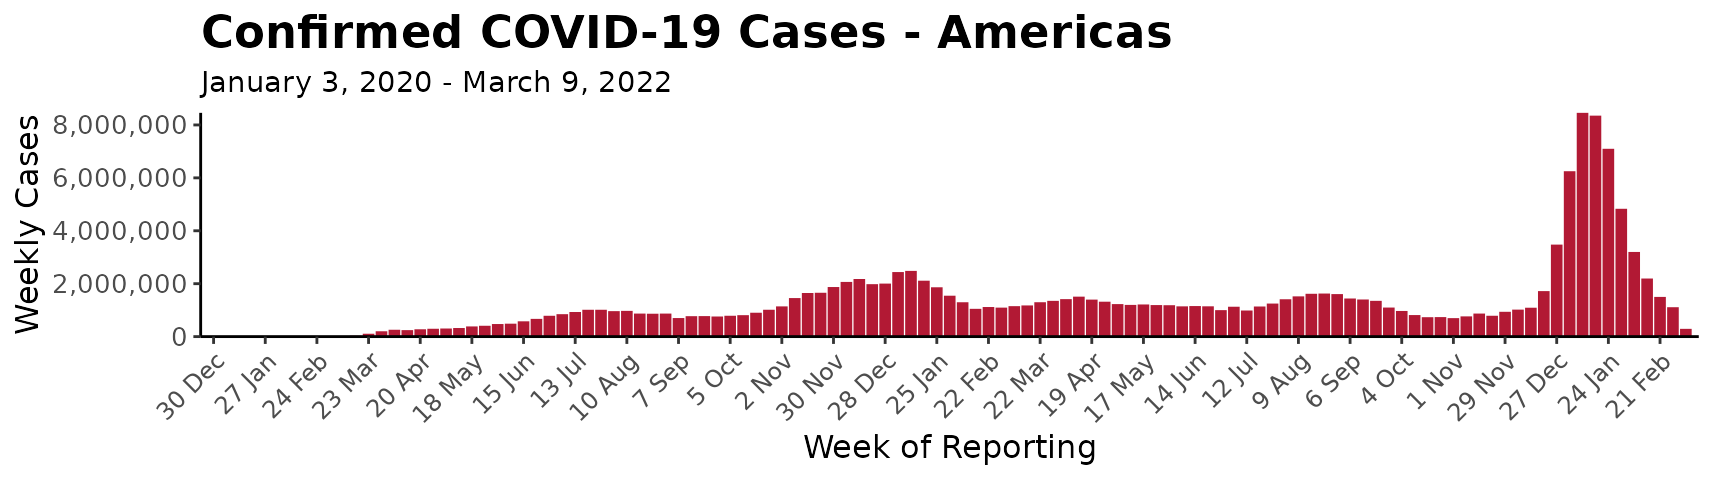 Confirmed COVID-19 Cases - Americas
January 3, 2020 - March 9, 2022
Weekly Cases
8,000,000
6,000,000
4,000,000
2,000,000
0
30 Dec
27 Jan
24 Feb
23 Mar
20 Apr
18 May
15 Jun
13 Jul
10 Aug
7 Sep
5 Oct
2 Nov
30 Nov
28 Dec
25 Jan
22 Feb
22 Mar
19 Apr
17 May
14 Jun
12 Jul
9 Aug
6 Sep
4 Oct
1 Nov
29 Nov
27 Dec
24 Jan
21 Feb
Week of Reporting